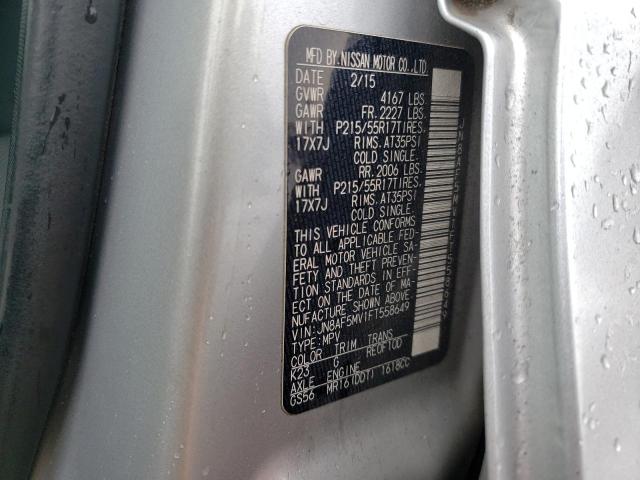 MFD BY.NISSAN MOTOR CO.,LTD
DATE 2/15
GVWR 4167 LBS
GAWR FR. 2227 LBS
WITH P215/55R17TIRES,
17X7J RIMS,AT35PSI
COLD SINGLE.
GAWR RR. 2006 LBS.
WITH P215/55R17TIRES,
17X7J RIMS,AT35PSI
COLD SINGLE.
THIS VEHICLE CONFORMS
TO ALL APPLICABLE FED-
ERAL MOTOR VEHICLE SA-
FETY AND THEFT PREVEN-
TION STANDARDS IN EFF-
ECT ON THE DATE OF MA-
NUFACTURE SHOWN ABOVE
VIN: JN8AF5MV1FT558649
TYPE: MPV
COLOR TRIM TRANS
K23 G RE0F10D
AXLE ENGINE
GS56 MR16(DDT) 1618CC